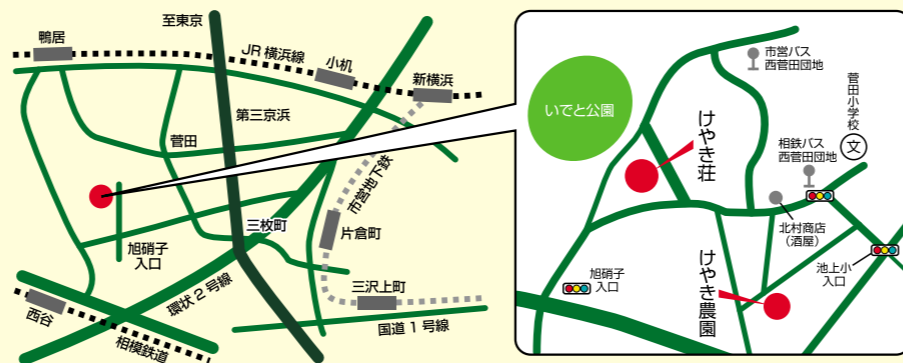 至東京
鴨居
JR横浜線
小机
新横浜
第三京浜
菅田
市営地下鉄
三枚町
片倉町
旭硝子
入口
環状2号線
三沢上町
西谷
相模鉄道
国道1号線
いでと公園
市営バス
西菅田団地
菅田小学校
文
相鉄バス
西菅田団地
けやき荘
北村商店
(酒屋)
池上小
入口
旭硝子
入口
けやき農園